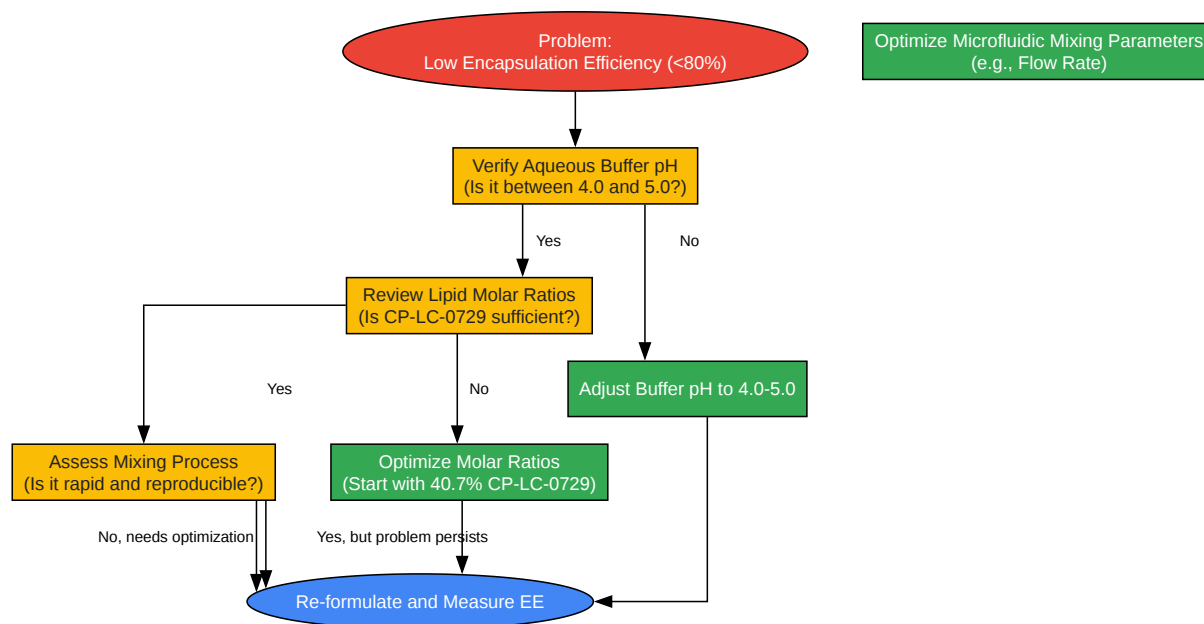 Problem:
Low Encapsulation Efficiency (<80%)
Optimize Microfluidic Mixing Parameters
(e.g., Flow Rate)
Verify Aqueous Buffer pH
(Is it between 4.0 and 5.0?)
Yes
No
Review Lipid Molar Ratios
(Is CP-LC-0729 sufficient?)
Yes
No
Adjust Buffer pH to 4.0-5.0
Assess Mixing Process
(Is it rapid and reproducible?)
Optimize Molar Ratios
(Start with 40.7% CP-LC-0729)
No, needs optimization
Yes, but problem persists
Re-formulate and Measure EE